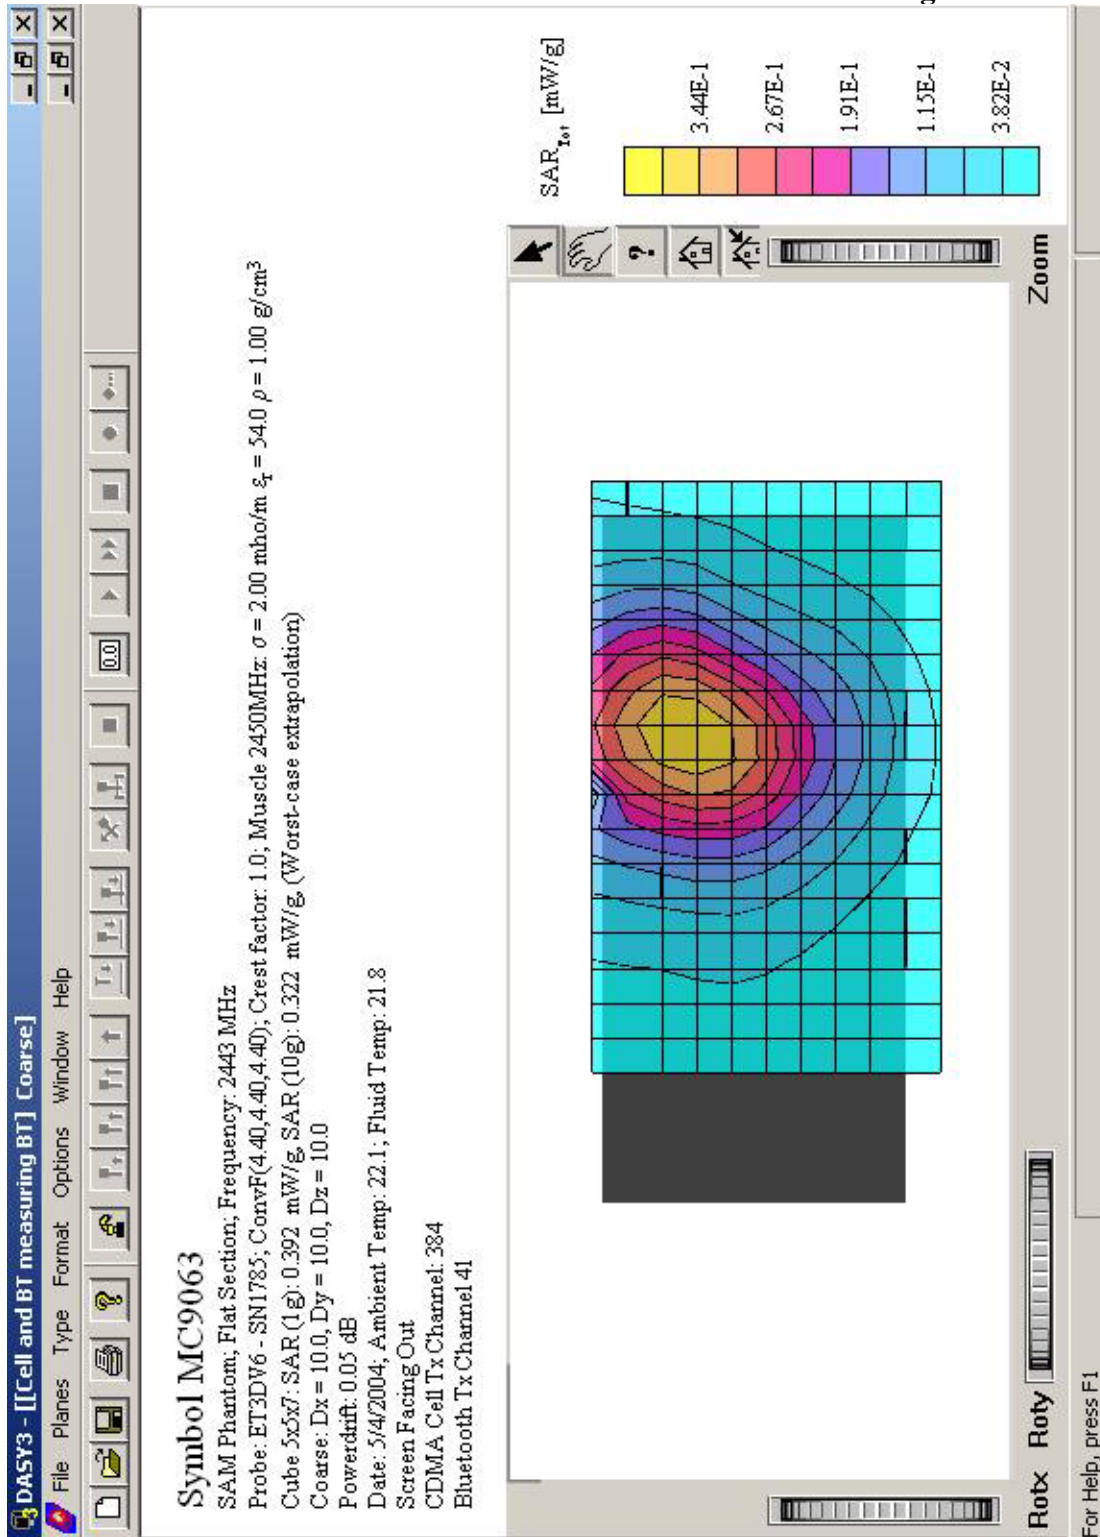 DASY3 - [[Cell and BT measuring BT] Coarse]
File Planes Type Format Options Window Help
0.0
Symbol MC9063
SAM Phantom; Flat Section; Frequency: 2443 MHz
Probe: ET3DV6 - SN1785; ConvF(4.40,4.40,4.40); Crest factor: 1.0; Muscle 2450MHz: σ = 2.00 mho/m εr = 54.0 ρ = 1.00 g/cm³
Cube 5x5x7: SAR (1g): 0.392 mW/g, SAR (10g): 0.322 mW/g, (Worst-case extrapolation)
Coarse: Dx = 10.0, Dy = 10.0, Dz = 10.0
Powerdrift: 0.05 dB
Date: 5/4/2004; Ambient Temp: 22.1; Fluid Temp: 21.8
Screen Facing Out
CDMA Cell Tx Channel: 384
Bluetooth Tx Channel 41
SAR Tot [mW/g]
3.44E-1
2.67E-1
1.91E-1
1.15E-1
3.82E-2
Rotx Roty Zoom
For Help, press F1